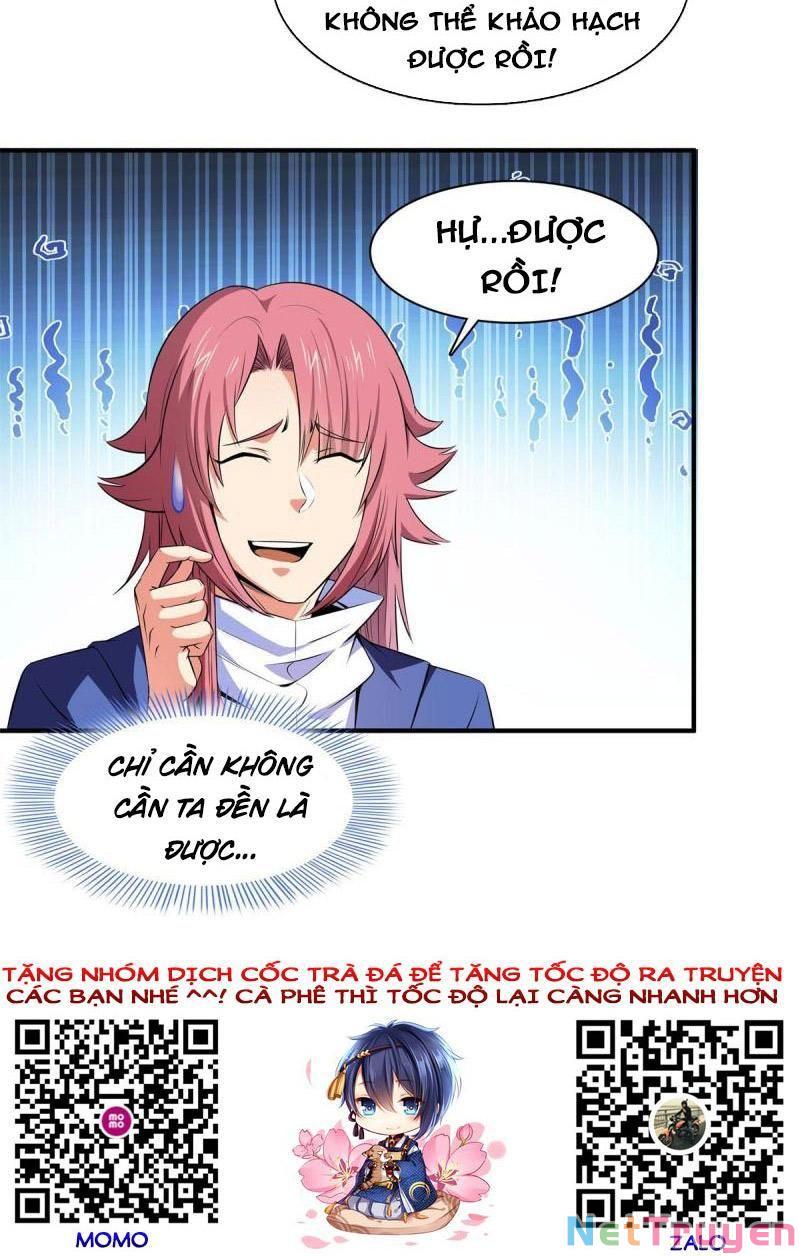 KHÔNG THỂ KHẢO HẠCH
ĐƯỢC RỒI!
HỰ...ĐƯỢC
RỒI!
CHỈ CẦN KHÔNG
CẦN TA ĐỀN LÀ
ĐƯỢC...
TẶNG NHÓM DỊCH CỐC TRÀ ĐÁ ĐỂ TĂNG TỐC ĐỘ RA TRUYỆN
CÁC BẠN NHÉ ^^! CÀ PHÊ THÌ TỐC ĐỘ LẠI CÀNG NHANH HƠN
mo
mo
MOMO
ZALO
NetTruyen